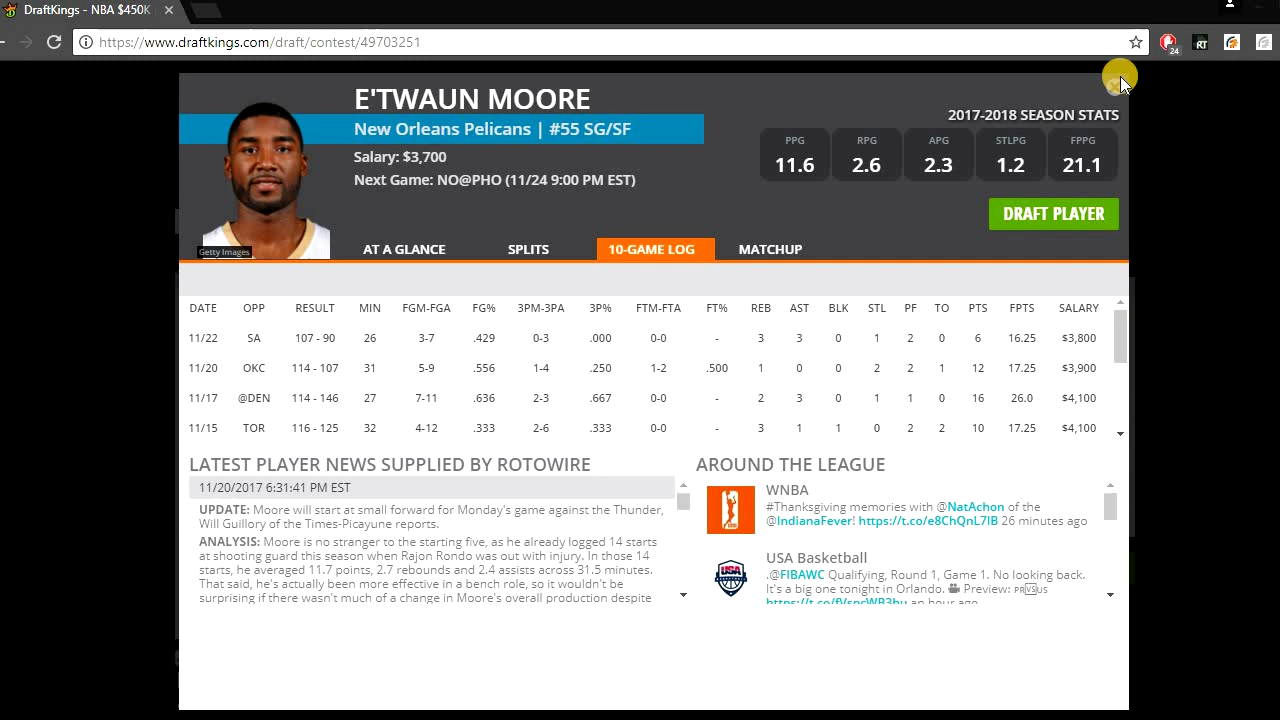 DraftKings - NBA $450K
https://www.draftkings.com/draft/contest/49703251
24
RT
E'TWAUN MOORE
New Orleans Pelicans | #55 SG/SF
Salary: $3,700
Next Game: NO@PHO (11/24 9:00 PM EST)
Getty Images
2017-2018 SEASON STATS
PPG RPG APG STLPG FPPG
11.6 2.6 2.3 1.2 21.1
DRAFT PLAYER
AT A GLANCE SPLITS 10-GAME LOG MATCHUP
DATE OPP RESULT MIN FGM-FGA FG% 3PM-3PA 3P% FTM-FTA FT% REB AST BLK STL PF TO PTS FPTS SALARY
11/22 SA 107 - 90 26 3-7 .429 0-3 .000 0-0 - 3 3 0 1 2 0 6 16.25 $3,800
11/20 OKC 114 - 107 31 5-9 .556 1-4 .250 1-2 .500 1 0 0 2 2 1 12 17.25 $3,900
11/17 @DEN 114 - 146 27 7-11 .636 2-3 .667 0-0 - 2 3 0 1 1 0 16 26.0 $4,100
11/15 TOR 116 - 125 32 4-12 .333 2-6 .333 0-0 - 3 1 1 0 2 2 10 17.25 $4,100
LATEST PLAYER NEWS SUPPLIED BY ROTOWIRE
11/20/2017 6:31:41 PM EST
UPDATE: Moore will start at small forward for Monday's game against the Thunder,
Will Guillory of the Times-Picayune reports.
ANALYSIS: Moore is no stranger to the starting five, as he already logged 14 starts
at shooting guard this season when Rajon Rondo was out with injury. In those 14
starts, he averaged 11.7 points, 2.7 rebounds and 2.4 assists across 31.5 minutes.
That said, he's actually been more effective in a bench role, so it wouldn't be
surprising if there wasn't much of a change in Moore's overall production despite
AROUND THE LEAGUE
WNBA
#Thanksgiving memories with @NatAchon of the
@IndianaFever! https://t.co/e8ChQnL7lB 26 minutes ago
USA Basketball
.@FIBAWC Qualifying, Round 1, Game 1. No looking back.
It's a big one tonight in Orlando. 🎥 Preview: PR🆚us
https://t.co/fVspcWB3hu an hour ago
USA